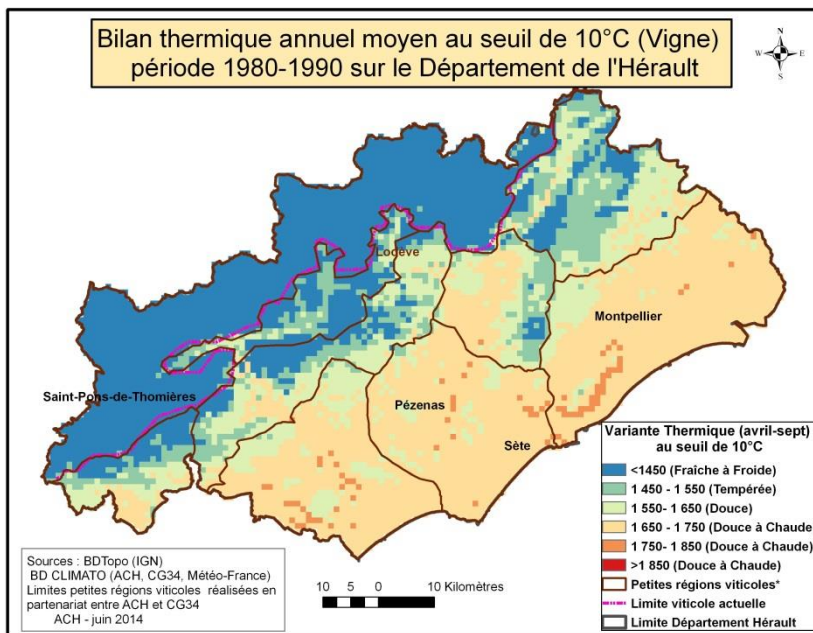 Bilan thermique annuel moyen au seuil de 10°C (Vigne)
période 1980-1990 sur le Département de l'Hérault
N
W E
S
Lodève
Montpellier
Saint-Pons-de-Thomières
Pézenas
Sète
Variante Thermique (avril-sept)
au seuil de 10°C
<1450 (Fraîche à Froide)
1 450 - 1 550 (Tempérée)
1 550- 1 650 (Douce)
1 650 - 1 750 (Douce à Chaude)
1 750- 1 850 (Douce à Chaude)
>1 850 (Douce à Chaude)
Petites régions viticoles*
Limite viticole actuelle
Limite Département Hérault
Sources : BDTopo (IGN)
BD CLIMATO (ACH, CG34, Météo-France)
Limites petites régions viticoles réalisées en
partenariat entre ACH et CG34
ACH - juin 2014
10 5 0 10 Kilomètres